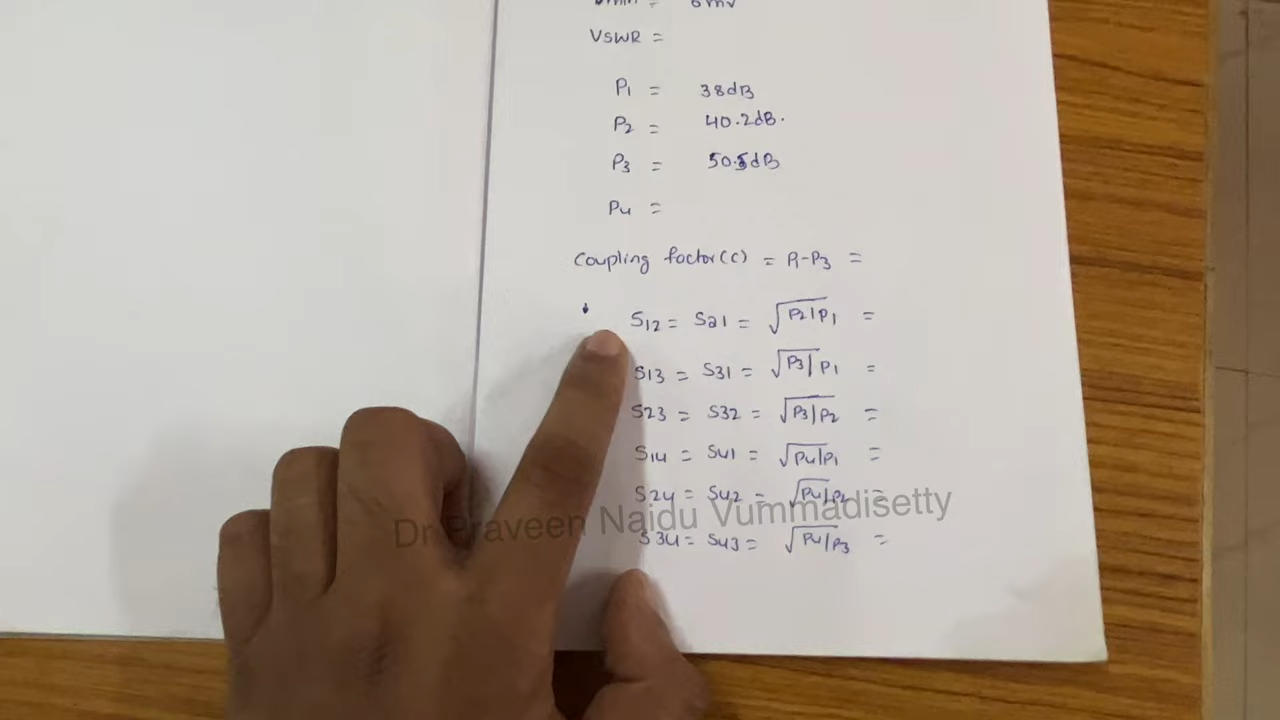 = 6mV
VSWR =
P1 = 38dB
P2 = 40.2dB.
P3 = 50.5dB
P4 =
Coupling factor(c) = P1-P3 =
S12 = S21 = √P2/P1 =
S13 = S31 = √P3/P1 =
S23 = S32 = √P3/P2 =
S14 = S41 = √P4/P1 =
S24 = S42 = √P4/P2 =
S34 = S43 = √P4/P3 =
Dr Praveen Naidu Vummadisetty